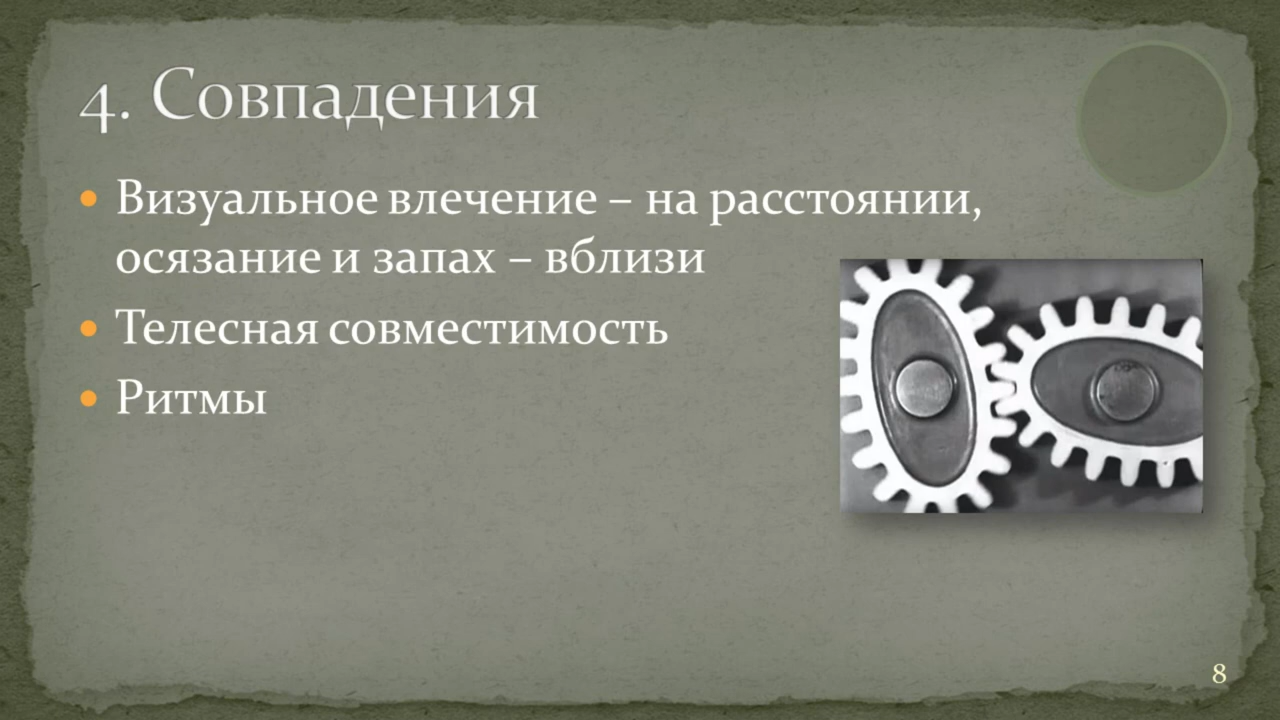 4. Совпадения
• Визуальное влечение – на расстоянии,
осязание и запах – вблизи
• Телесная совместимость
• Ритмы
8